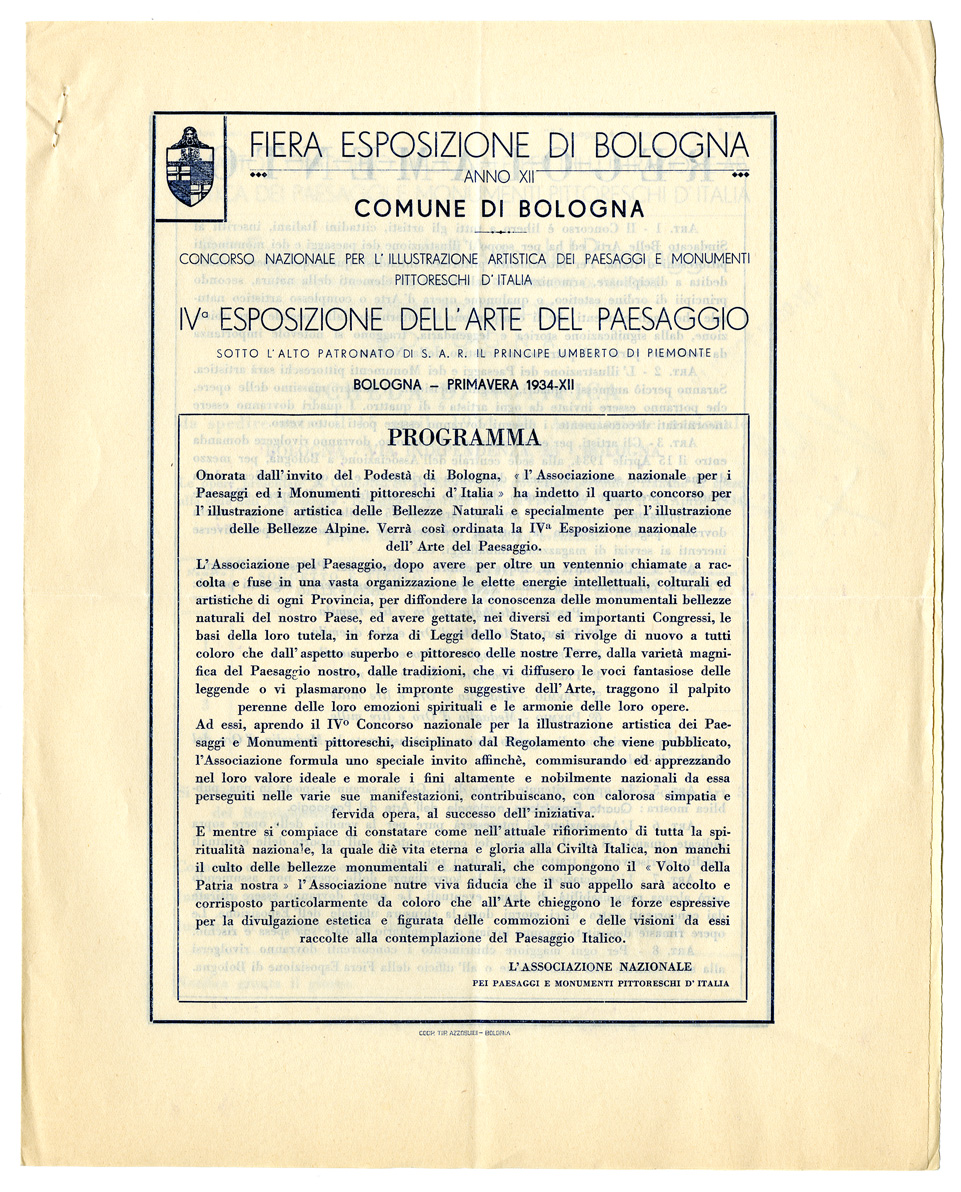 FIERA ESPOSIZIONE DI BOLOGNA
ANNO XII
COMUNE DI BOLOGNA
CONCORSO NAZIONALE PER L'ILLUSTRAZIONE ARTISTICA DEI PAESAGGI E MONUMENTI
PITTORESCHI D'ITALIA
IVª ESPOSIZIONE DELL'ARTE DEL PAESAGGIO
SOTTO L'ALTO PATRONATO DI S. A. R. IL PRINCIPE UMBERTO DI PIEMONTE
BOLOGNA – PRIMAVERA 1934-XII
PROGRAMMA
Onorata dall'invito del Podestà di Bologna, « l'Associazione nazionale per i
Paesaggi ed i Monumenti pittoreschi d'Italia » ha indetto il quarto concorso per
l'illustrazione artistica delle Bellezze Naturali e specialmente per l'illustrazione
delle Bellezze Alpine. Verrà così ordinata la IVª Esposizione nazionale
dell'Arte del Paesaggio.
L'Associazione pel Paesaggio, dopo avere per oltre un ventennio chiamate a rac-
colta e fuse in una vasta organizzazione le elette energie intellettuali, colturali ed
artistiche di ogni Provincia, per diffondere la conoscenza delle monumentali bellezze
naturali del nostro Paese, ed avere gettate, nei diversi ed importanti Congressi, le
basi della loro tutela, in forza di Leggi dello Stato, si rivolge di nuovo a tutti
coloro che dall'aspetto superbo e pittoresco delle nostre Terre, dalla varietà magni-
fica del Paesaggio nostro, dalle tradizioni, che vi diffusero le voci fantasiose delle
leggende o vi plasmarono le impronte suggestive dell'Arte, traggono il palpito
perenne delle loro emozioni spirituali e le armonie delle loro opere.
Ad essi, aprendo il IVº Concorso nazionale per la illustrazione artistica dei Pae-
saggi e Monumenti pittoreschi, disciplinato dal Regolamento che viene pubblicato,
l'Associazione formula uno speciale invito affinchè, commisurando ed apprezzando
nel loro valore ideale e morale i fini altamente e nobilmente nazionali da essa
perseguiti nelle varie sue manifestazioni, contribuiscano, con calorosa simpatia e
fervida opera, al successo dell'iniziativa.
E mentre si compiace di constatare come nell'attuale rifiorimento di tutta la spi-
ritualità nazionale, la quale diè vita eterna e gloria alla Civiltà Italica, non manchi
il culto delle bellezze monumentali e naturali, che compongono il « Volto della
Patria nostra » l'Associazione nutre viva fiducia che il suo appello sarà accolto e
corrisposto particolarmente da coloro che all'Arte chieggono le forze espressive
per la divulgazione estetica e figurata delle commozioni e delle visioni da essi
raccolte alla contemplazione del Paesaggio Italico.
L'ASSOCIAZIONE NAZIONALE
PEI PAESAGGI E MONUMENTI PITTORESCHI D'ITALIA
COOP. TIP. AZZOGUIDI – BOLOGNA